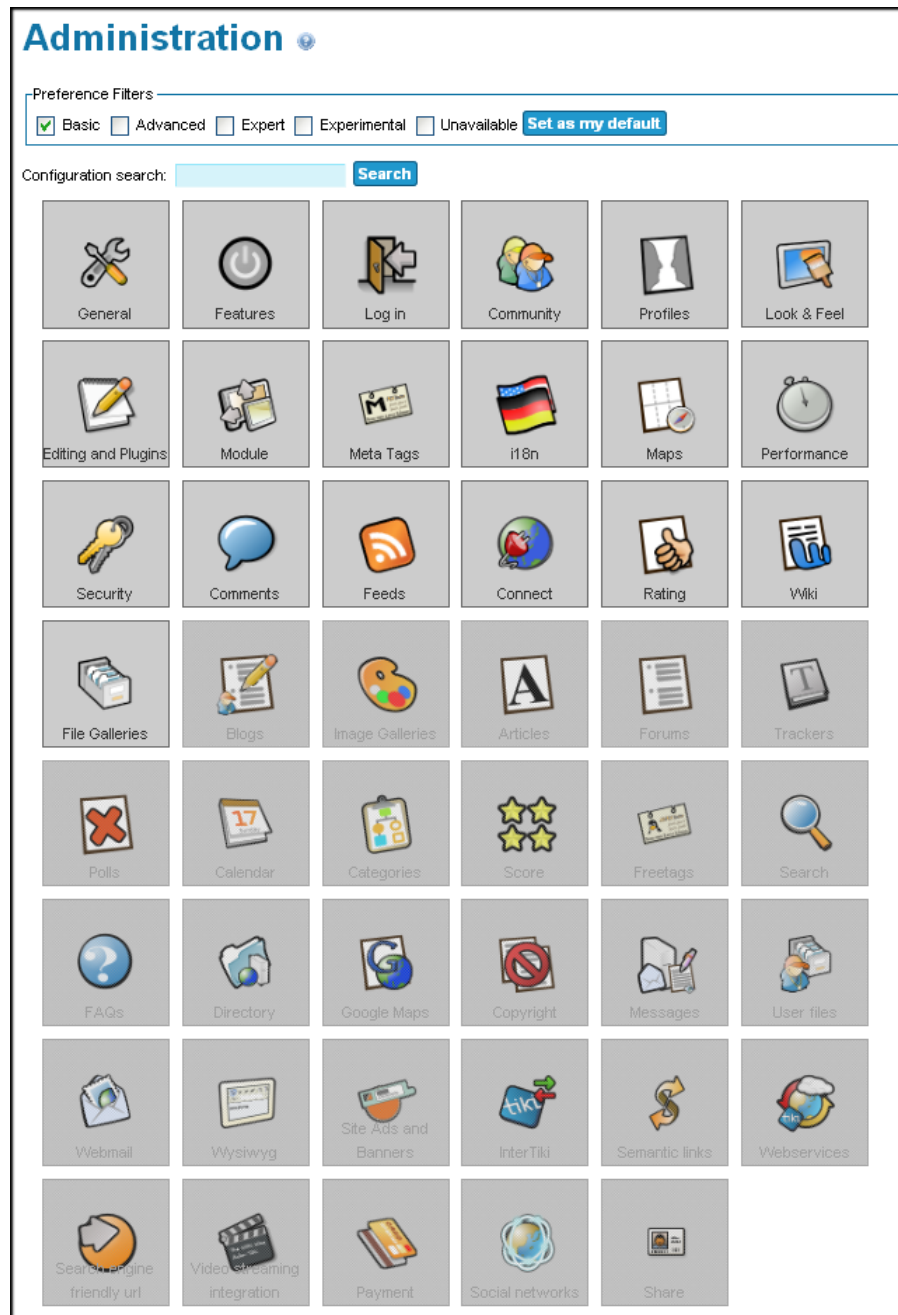 Administration
Preference Filters
Basic Advanced Expert Experimental Unavailable Set as my default
Configuration search: Search
General Features Log in Community Profiles Look & Feel
Editing and Plugins Module Meta Tags i18n Maps Performance
Security Comments Feeds Connect Rating Wiki
File Galleries Blogs Image Galleries Articles Forums Trackers
17
Polls Calendar Categories Score Freetags Search
FAQs Directory Google Maps Copyright Messages User files
tiki
tiki
Webmail Wysiwyg Site Ads and Banners InterTiki Semantic links Webservices
Search engine friendly url Video streaming integration Payment Social networks Share